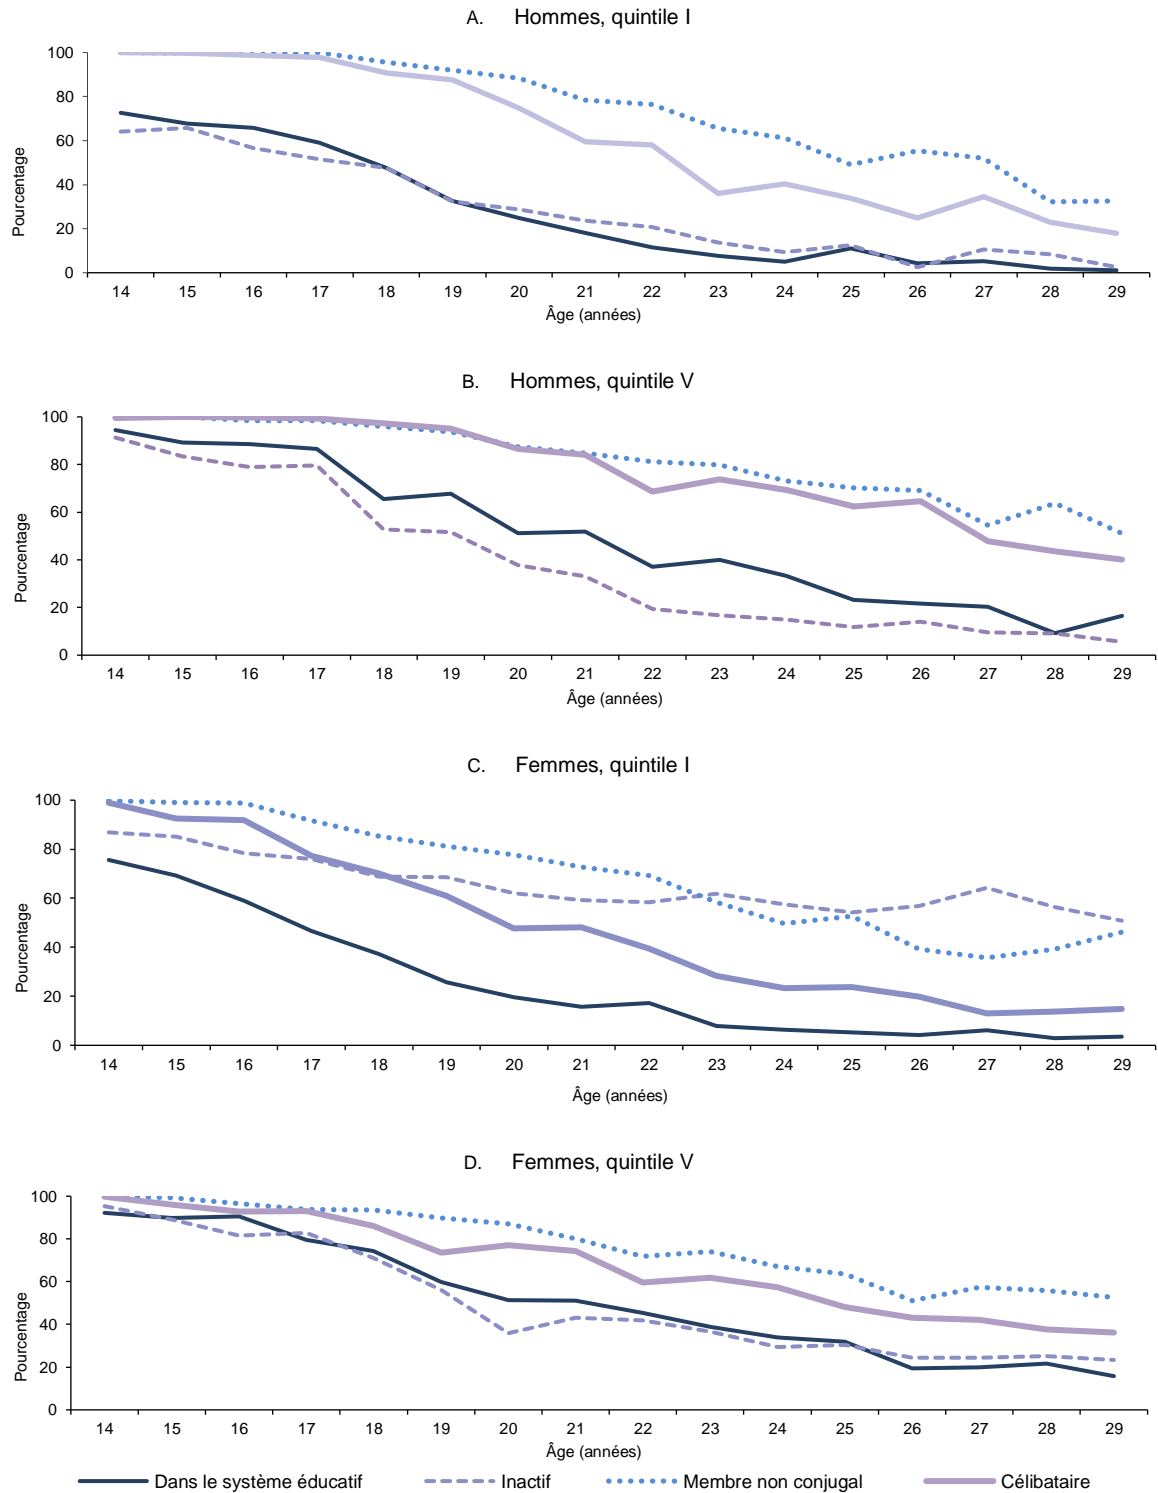 A. Hommes, quintile I
Pourcentage
100
80
60
40
20
0
14 15 16 17 18 19 20 21 22 23 24 25 26 27 28 29
Âge (années)
B. Hommes, quintile V
Pourcentage
100
80
60
40
20
0
14 15 16 17 18 19 20 21 22 23 24 25 26 27 28 29
Âge (années)
C. Femmes, quintile I
Pourcentage
100
80
60
40
20
0
14 15 16 17 18 19 20 21 22 23 24 25 26 27 28 29
Âge (années)
D. Femmes, quintile V
Pourcentage
100
80
60
40
20
0
14 15 16 17 18 19 20 21 22 23 24 25 26 27 28 29
Âge (années)
Dans le système éducatif Inactif Membre non conjugal Célibataire